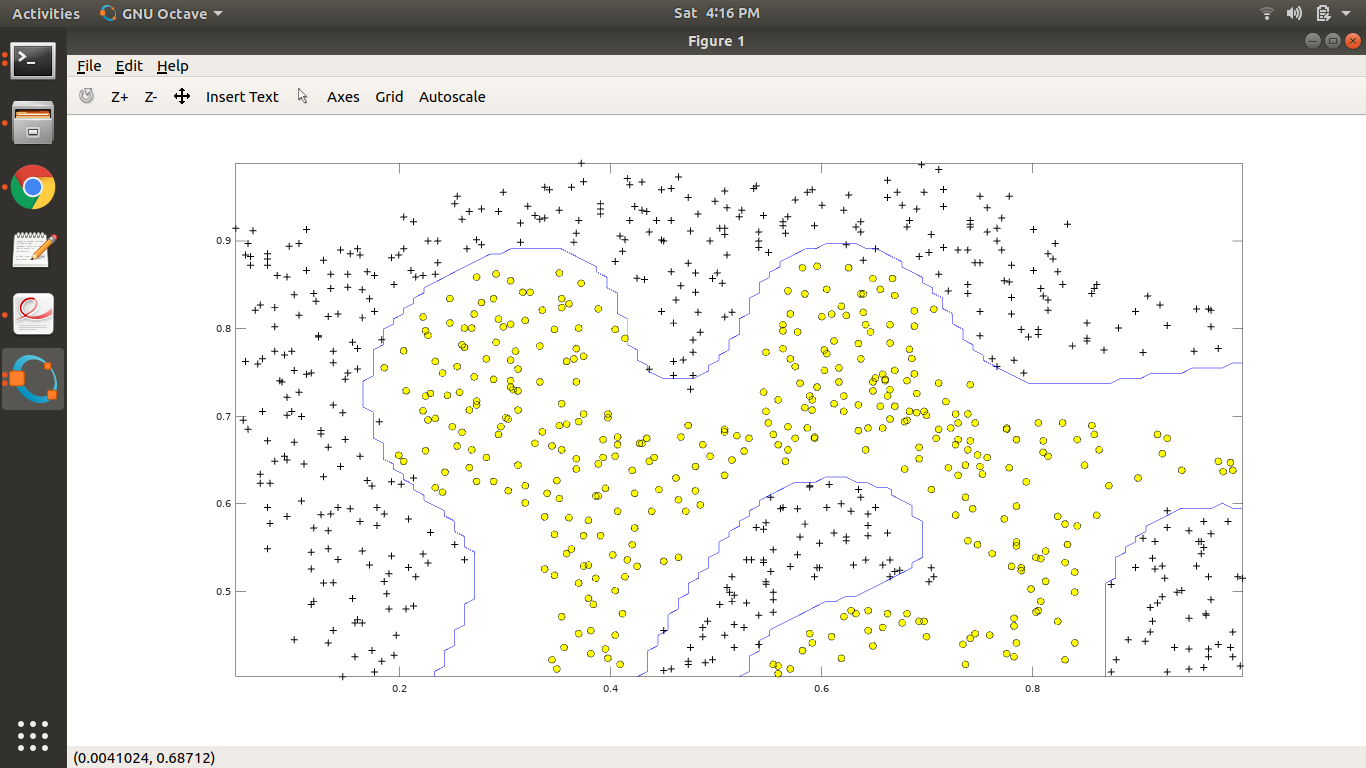 Activities GNU Octave Sat 4:16 PM
Figure 1
File Edit Help
Z+ Z- Insert Text Axes Grid Autoscale
0.9
0.8
0.7
0.6
0.5
0.2 0.4 0.6 0.8
(0.0041024, 0.68712)